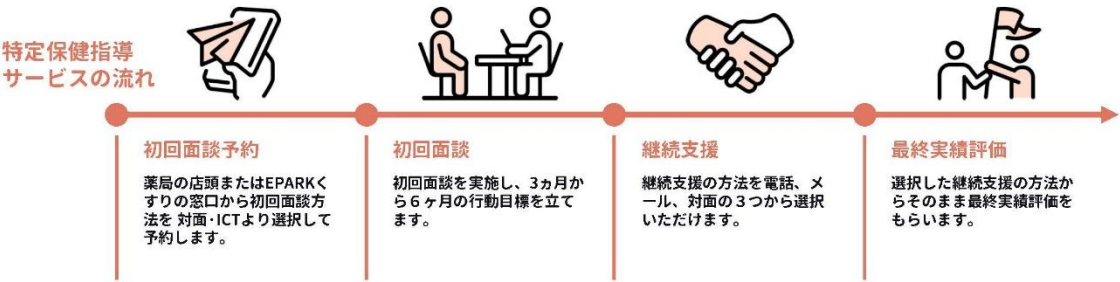 特定保健指導
サービスの流れ
初回面談予約
薬局の店頭またはEPARKく
すりの窓口から初回面談方
法を 対面･ICTより選択して
予約します。
初回面談
初回面談を実施し、3ヵ月か
ら６ヶ月の行動目標を立て
ます。
継続支援
継続支援の方法を電話、メ
ール、対面の３つから選択
いただけます。
最終実績評価
選択した継続支援の方法か
らそのまま最終実績評価を
もらいます。